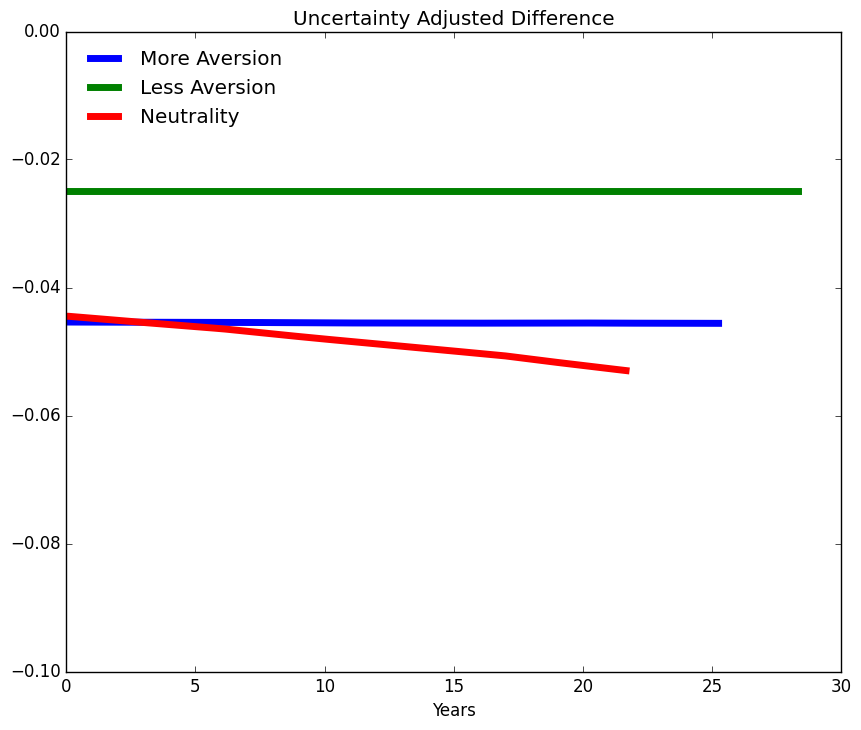 Uncertainty Adjusted Difference
0.00
−0.02
−0.04
−0.06
−0.08
−0.10
More Aversion
Less Aversion
Neutrality
0 5 10 15 20 25 30
Years